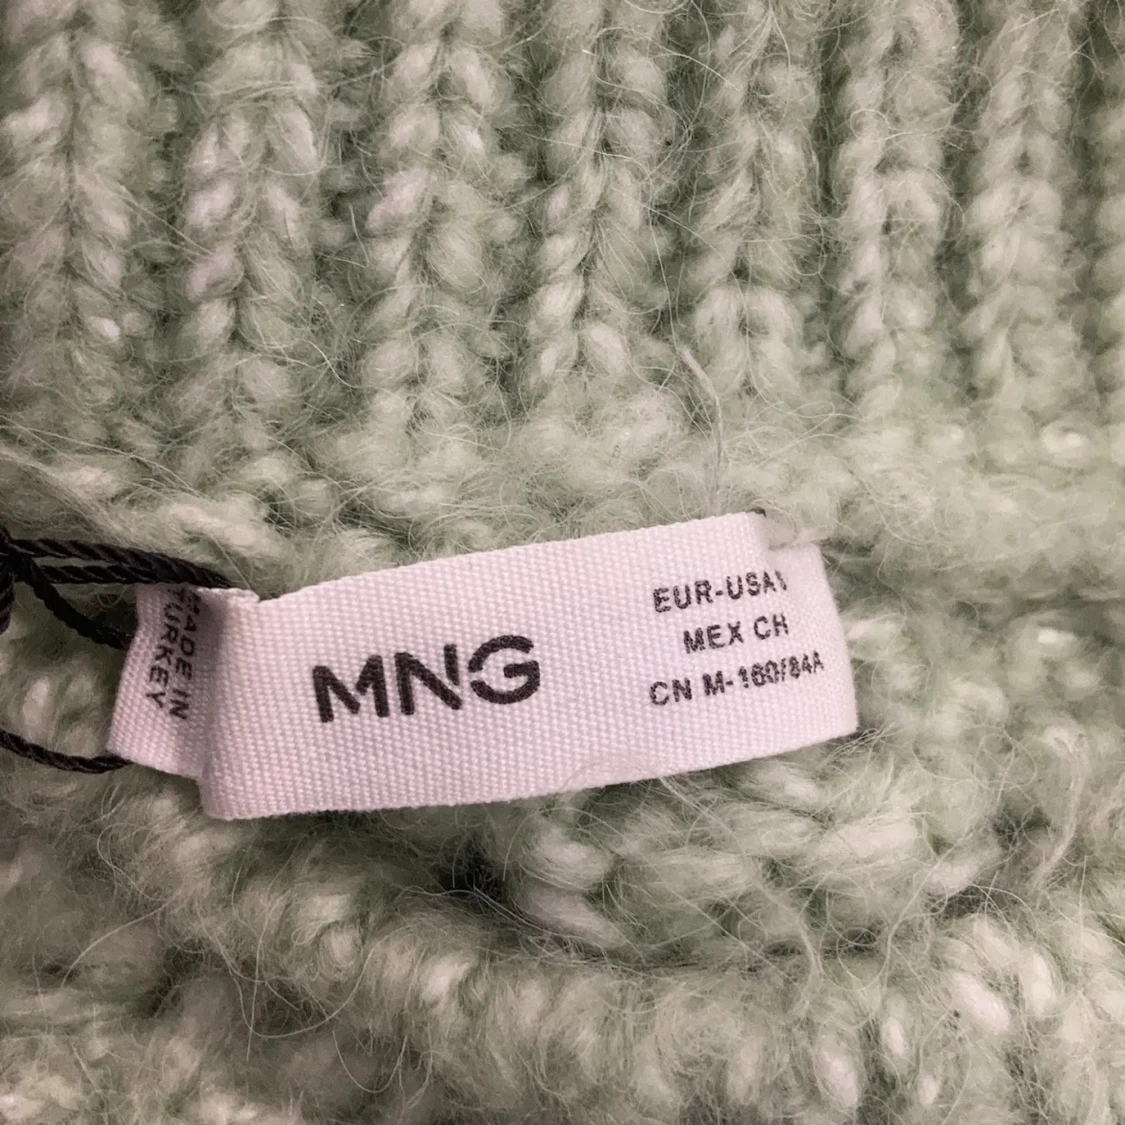 MADE IN
TURKEY
MNG
EUR-USA
MEX CH
CN M-160/84A